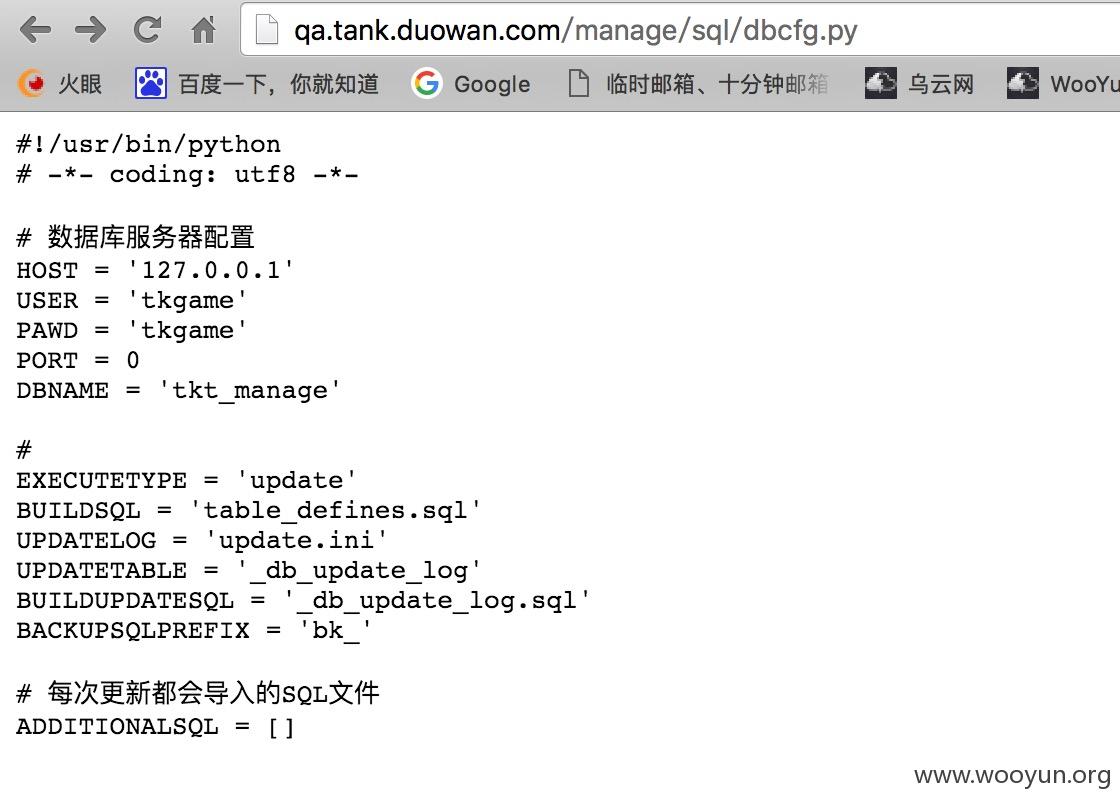 qa.tank.duowan.com/manage/sql/dbcfg.py
火眼 百度一下，你就知道 Google 临时邮箱、十分钟邮箱 乌云网 WooYu
#!/usr/bin/python
# -*- coding: utf8 -*-
# 数据库服务器配置
HOST = '127.0.0.1'
USER = 'tkgame'
PAWD = 'tkgame'
PORT = 0
DBNAME = 'tkt_manage'
#
EXECUTETYPE = 'update'
BUILDSQL = 'table_defines.sql'
UPDATELOG = 'update.ini'
UPDATETABLE = '_db_update_log'
BUILDUPDATESQL = '_db_update_log.sql'
BACKUPSQLPREFIX = 'bk_'
# 每次更新都会导入的SQL文件
ADDITIONALSQL = []
www.wooyun.org